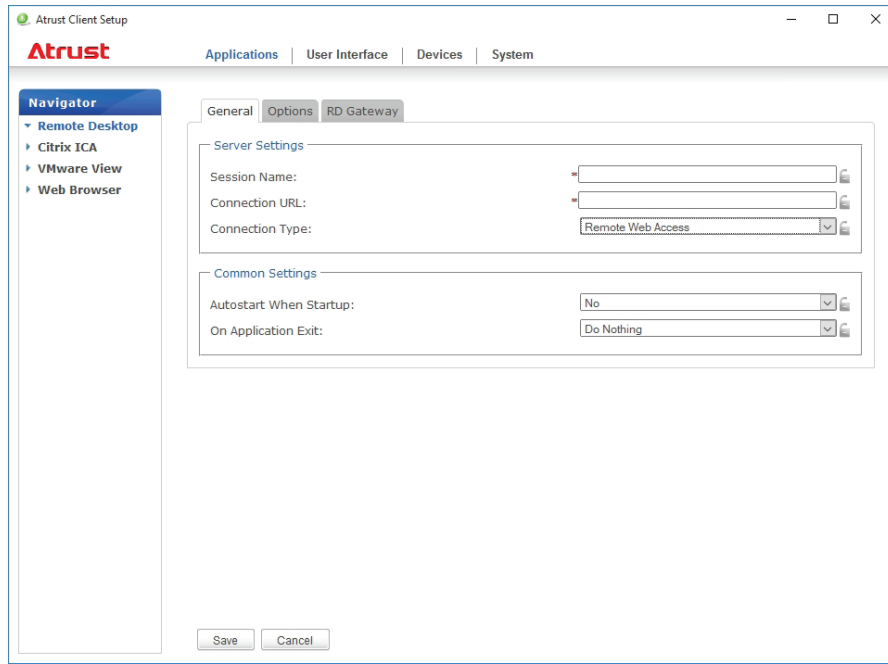 Atrust Client Setup
Atrust
Applications | User Interface | Devices | System
Navigator
Remote Desktop
Citrix ICA
VMware View
Web Browser
General Options RD Gateway
Server Settings
Session Name: *
Connection URL: *
Connection Type: Remote Web Access
Common Settings
Autostart When Startup: No
On Application Exit: Do Nothing
Save Cancel